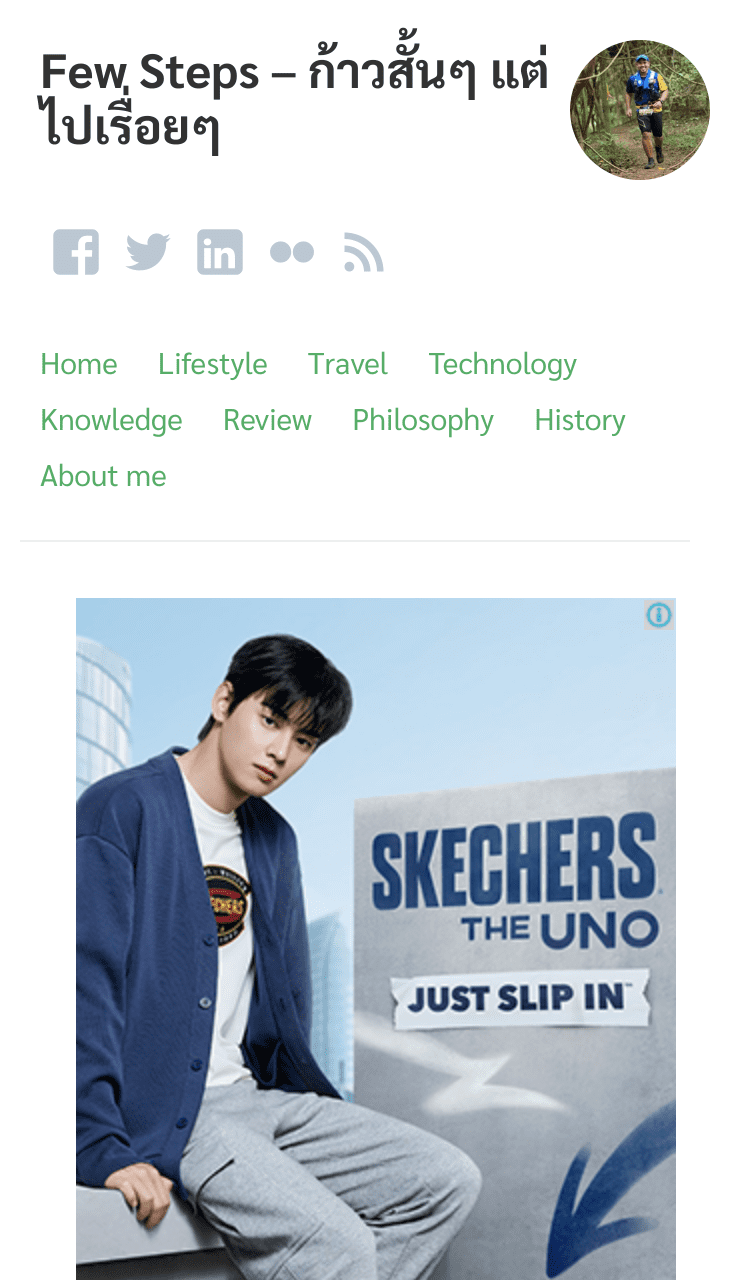 Few Steps – ก้าวสั้นๆ แต่
ไปเรื่อยๆ
Home Lifestyle Travel Technology
Knowledge Review Philosophy History
About me
SKECHERS
THE UNO
JUST SLIP IN™